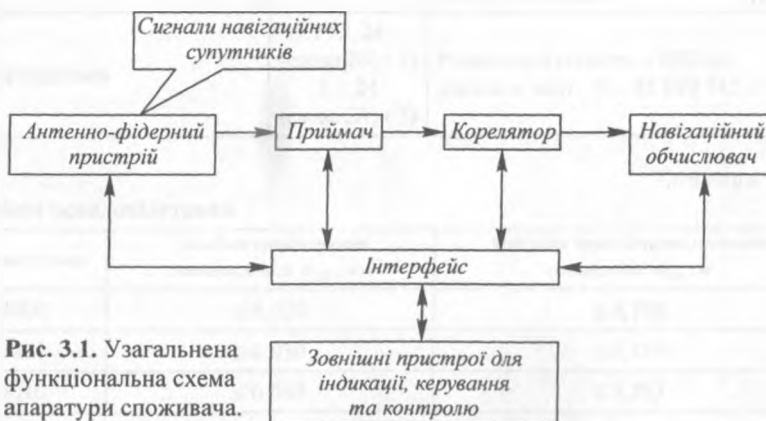 Сигнали навігаційних
супутників
Антенно-фідерний
пристрій
Приймач
Корелятор
Навігаційний
обчислювач
Інтерфейс
Рис. 3.1. Узагальнена
функціональна схема
апаратури споживача.
Зовнішні пристрої для
індикації, керування
та контролю